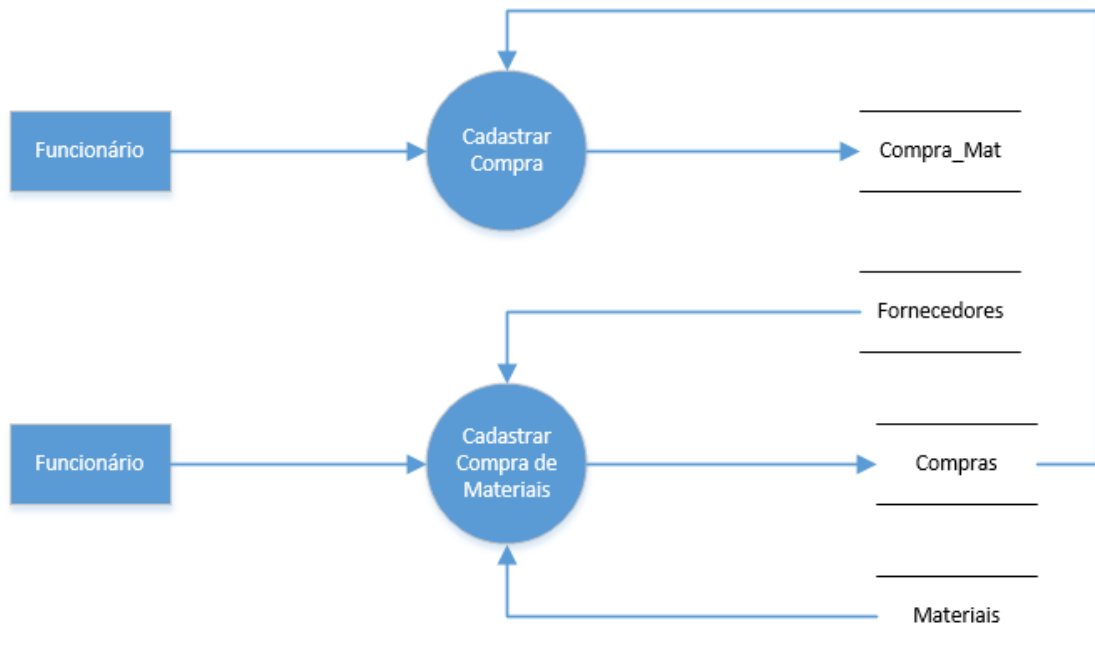 Funcionário
Cadastrar
Compra
Compra_Mat
Fornecedores
Funcionário
Cadastrar
Compra de
Materiais
Compras
Materiais